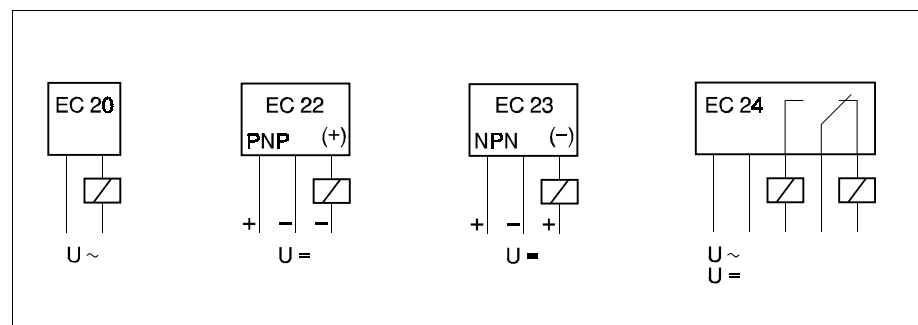 EC 20
EC 22
EC 23
EC 24
PNP (+)
NPN (−)
+ − −
+ − +
U ~
U =
U =
U ~
U =